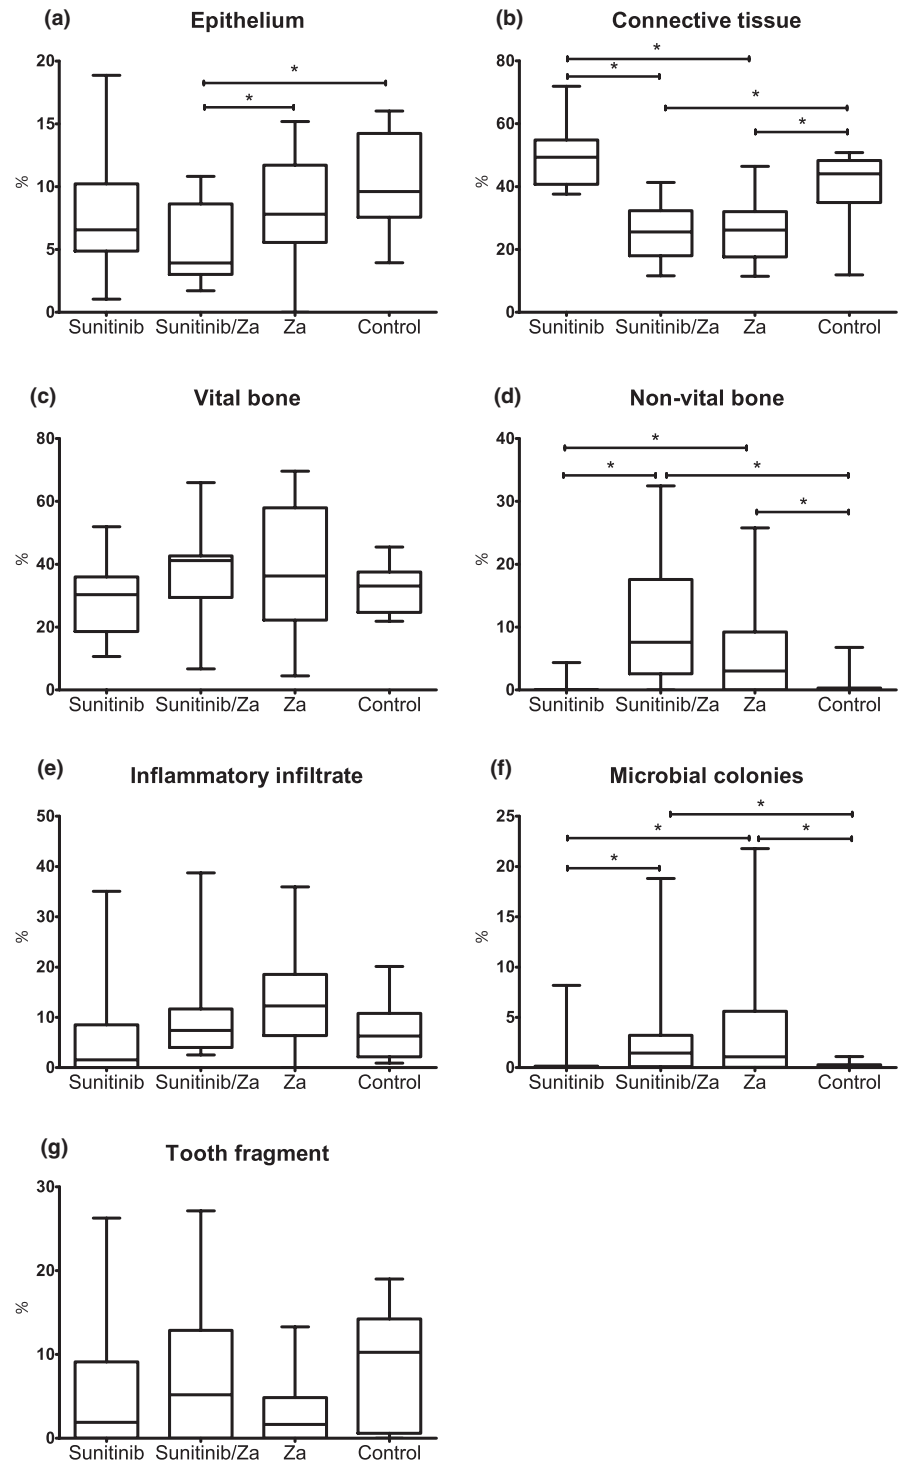 (a) Epithelium
20
15
10
5
0
%
* *
Sunitinib Sunitinib/Za Za Control
(b) Connective tissue
80
60
40
20
0
%
* * * *
Sunitinib Sunitinib/Za Za Control
(c) Vital bone
80
60
40
20
0
%
Sunitinib Sunitinib/Za Za Control
(d) Non-vital bone
40
30
20
10
0
%
* * * *
Sunitinib Sunitinib/Za Za Control
(e) Inflammatory infiltrate
50
40
30
20
10
0
%
Sunitinib Sunitinib/Za Za Control
(f) Microbial colonies
25
20
15
10
5
0
%
* * * *
Sunitinib Sunitinib/Za Za Control
(g) Tooth fragment
30
20
10
0
%
Sunitinib Sunitinib/Za Za Control